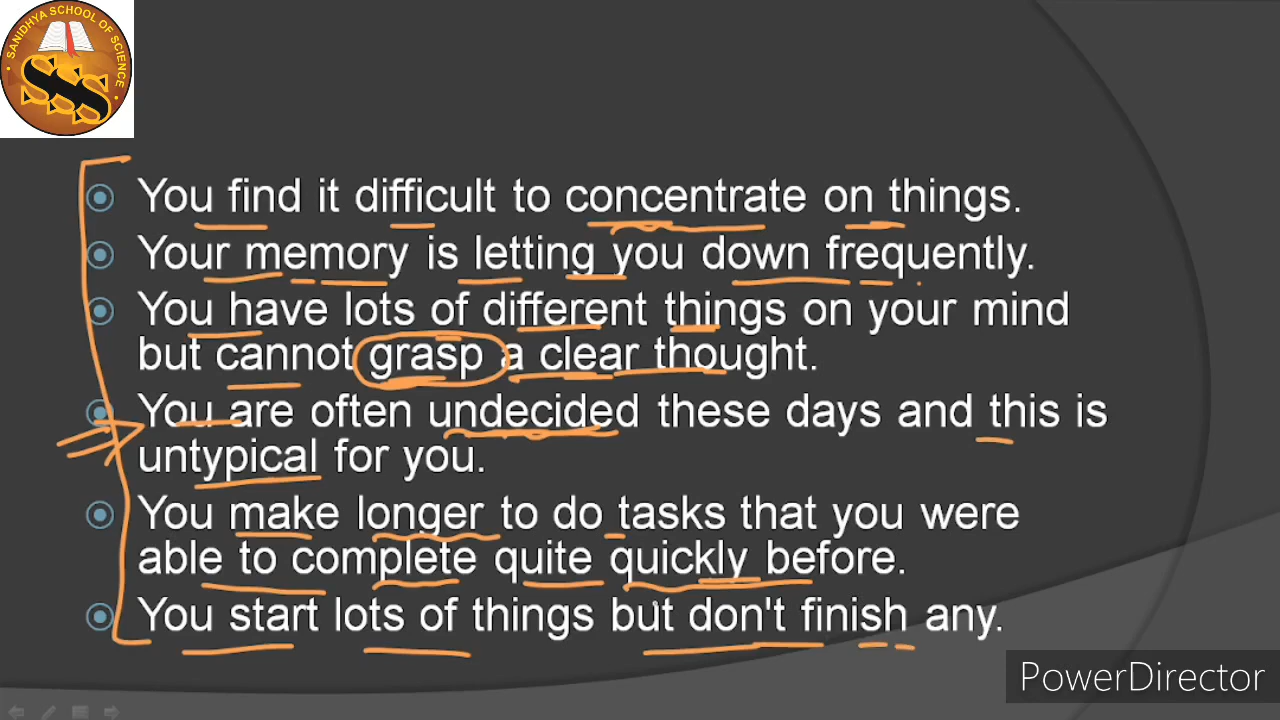 SANIDHYA SCHOOL OF SCIENCE
SSS
You find it difficult to concentrate on things.
Your memory is letting you down frequently.
You have lots of different things on your mind
but cannot grasp a clear thought.
You are often undecided these days and this is
untypical for you.
You make longer to do tasks that you were
able to complete quite quickly before.
You start lots of things but don't finish any.
PowerDirector